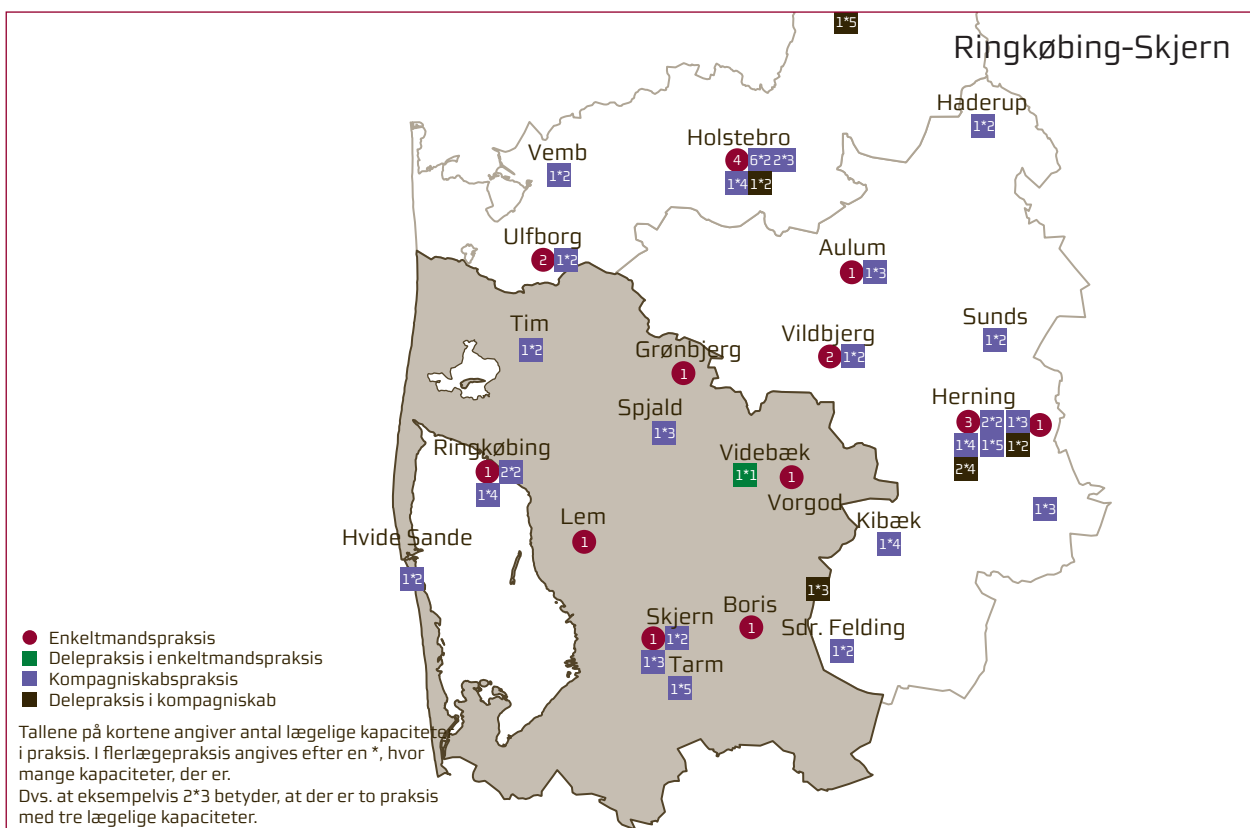 1*5
Ringkøbing-Skjern
Haderup
1*2
Holstebro
4 6*2 2*3
1*4 1*2
Vemb
1*2
Ulfborg
2 1*2
Aulum
1 1*3
Tim
1*2
Sunds
1*2
Vildbjerg
2 1*2
Grønbjerg
1
Herning
3 2*2 1*3 1
1*4 1*5 1*2
2*4
Spjald
1*3
Ringkøbing
1 2*2
1*4
Videbæk
1*1 1
Vorgod
1*3
Kibæk
1*4
Lem
1
Hvide Sande
1*2
1*3
Boris
1
Skjern
1 1*2
1*3
Sdr. Felding
1*2
Tarm
1*5
Enkeltmandspraksis
Delepraksis i enkeltmandspraksis
Kompagniskabspraksis
Delepraksis i kompagniskab
Tallene på kortene angiver antal lægelige kapaciteter
i praksis. I flerlægepraksis angives efter en *, hvor
mange kapaciteter, der er.
Dvs. at eksempelvis 2*3 betyder, at der er to praksis
med tre lægelige kapaciteter.